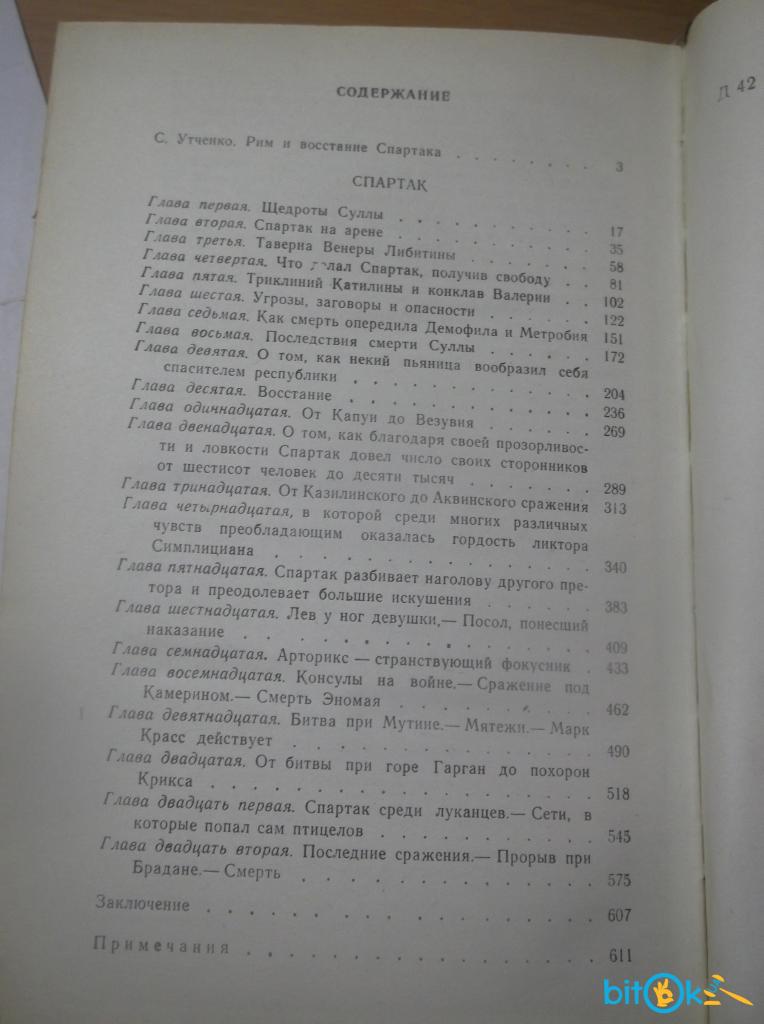 СОДЕРЖАНИЕ
С. Утченко. Рим и восстание Спартака . . . . . . . 3
СПАРТАК
Глава первая. Щедроты Суллы . . . . . . . . . 17
Глава вторая. Спартак на арене . . . . . . . . . 35
Глава третья. Таверна Венеры Либитины . . . . . . 58
Глава четвертая. Что делал Спартак, получив свободу . . 81
Глава пятая. Триклиний Катилины и конклав Валерии . . 102
Глава шестая. Угрозы, заговоры и опасности . . . . . 122
Глава седьмая. Как смерть опередила Демофила и Метробия 151
Глава восьмая. Последствия смерти Суллы . . . . . . 172
Глава девятая. О том, как некий пьяница вообразил себя
спасителем республики . . . . . . . . . . . 204
Глава десятая. Восстание . . . . . . . . . . . 236
Глава одиннадцатая. От Капуи до Везувия . . . . . . 269
Глава двенадцатая. О том, как благодаря своей прозорливос-
ти и ловкости Спартак довел число своих сторонников
от шестисот человек до десяти тысяч . . . . . . . 289
Глава тринадцатая. От Казилинского до Аквинского сражения 313
Глава четырнадцатая, в которой среди многих различных
чувств преобладающим оказалась гордость ликтора
Симплициана . . . . . . . . . . . . . . 340
Глава пятнадцатая. Спартак разбивает наголову другого пре-
тора и преодолевает большие искушения . . . . . . 383
Глава шестнадцатая. Лев у ног девушки,— Посол, понесший
наказание . . . . . . . . . . . . . . . 409
Глава семнадцатая. Арторикс — странствующий фокусник . 433
Глава восемнадцатая. Консулы на войне.— Сражение под
Камерином.— Смерть Эномая . . . . . . . . . 462
Глава девятнадцатая. Битва при Мутине.— Мятежи.— Марк
Красс действует . . . . . . . . . . . . . 490
Глава двадцатая. От битвы при горе Гарган до похорон
Крикса . . . . . . . . . . . . . . . . 518
Глава двадцать первая. Спартак среди луканцев.— Сети, в
которые попал сам птицелов . . . . . . . . . . 545
Глава двадцать вторая. Последние сражения.— Прорыв при
Брадане.— Смерть . . . . . . . . . . . . . 575
Заключение . . . . . . . . . . . . . . . . 607
Примечания . . . . . . . . . . . . . . . . 611
Д 42
bitOk